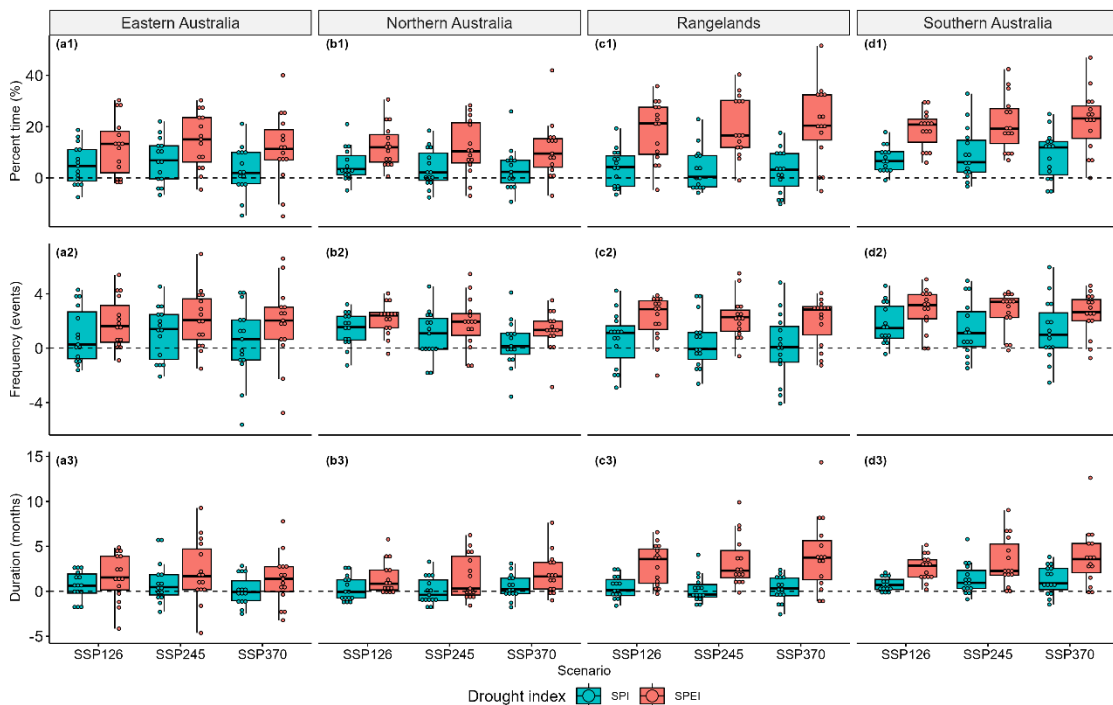 Eastern Australia Northern Australia Rangelands Southern Australia
(a1) (b1) (c1) (d1)
Percent time (%)
40
20
0
(a2) (b2) (c2) (d2)
Frequency (events)
4
0
-4
(a3) (b3) (c3) (d3)
Duration (months)
15
10
5
0
-5
SSP126 SSP245 SSP370 SSP126 SSP245 SSP370 SSP126 SSP245 SSP370 SSP126 SSP245 SSP370
Scenario
Drought index SPI SPEI